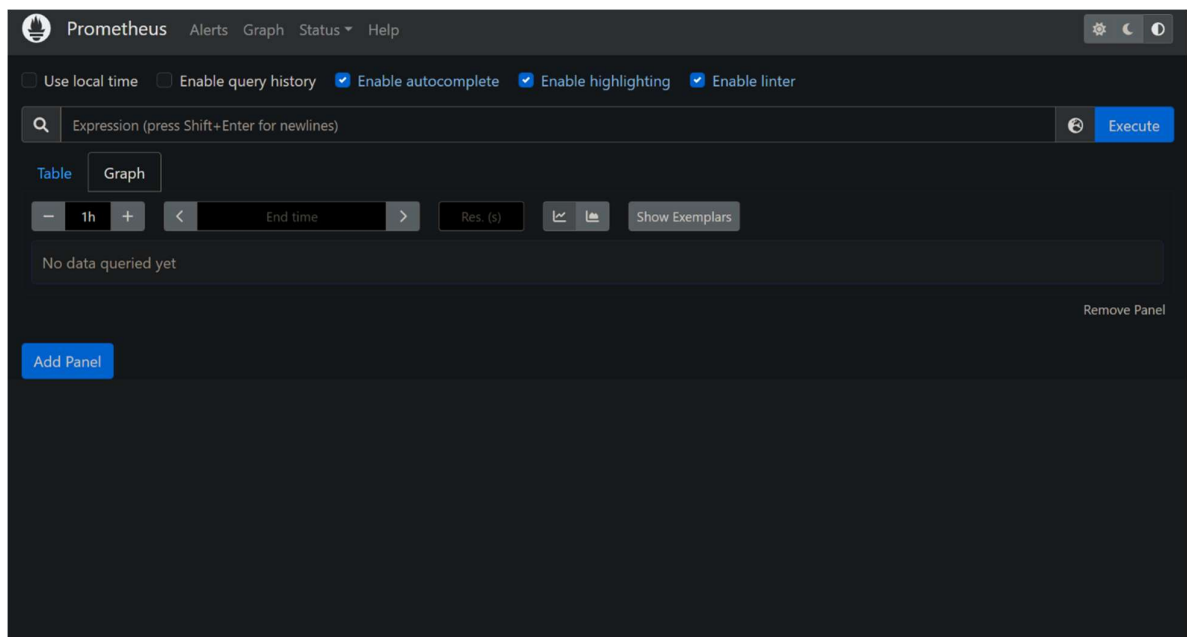 Prometheus Alerts Graph Status Help
Use local time Enable query history Enable autocomplete Enable highlighting Enable linter
Expression (press Shift+Enter for newlines) Execute
Table Graph
1h End time Res. (s) Show Exemplars
No data queried yet
Remove Panel
Add Panel